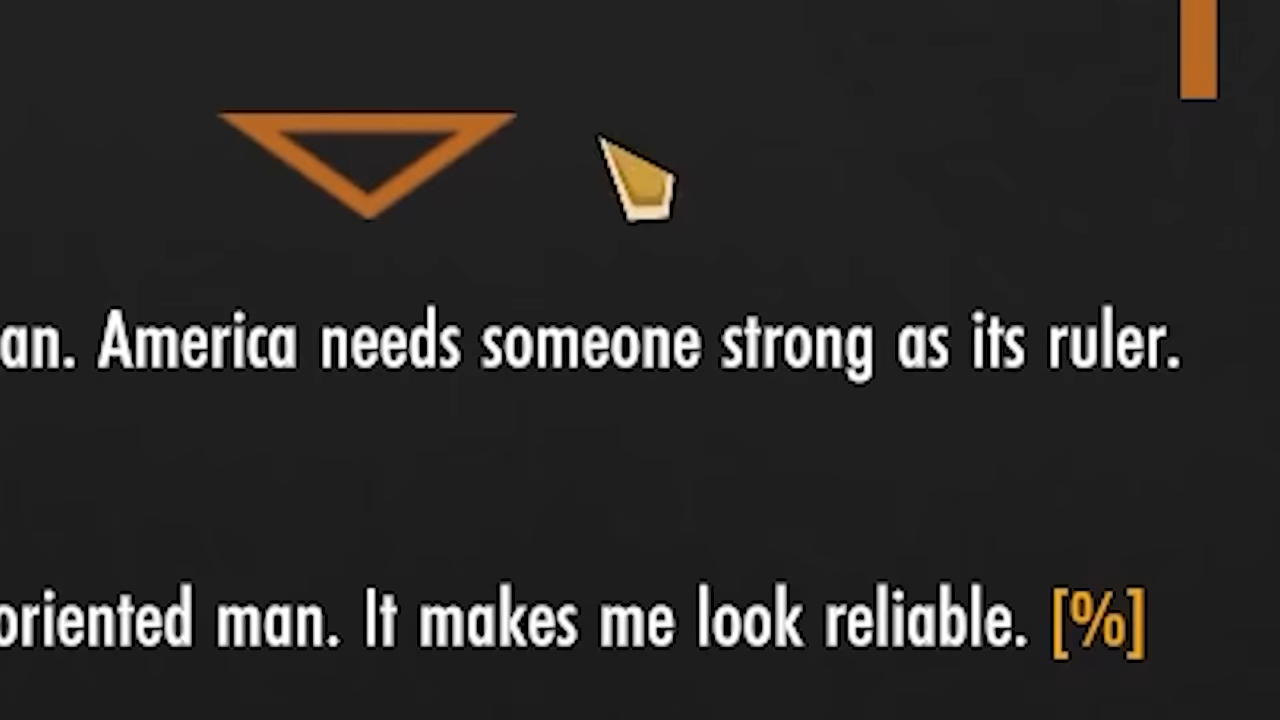 an. America needs someone strong as its ruler.
oriented man. It makes me look reliable. [%]